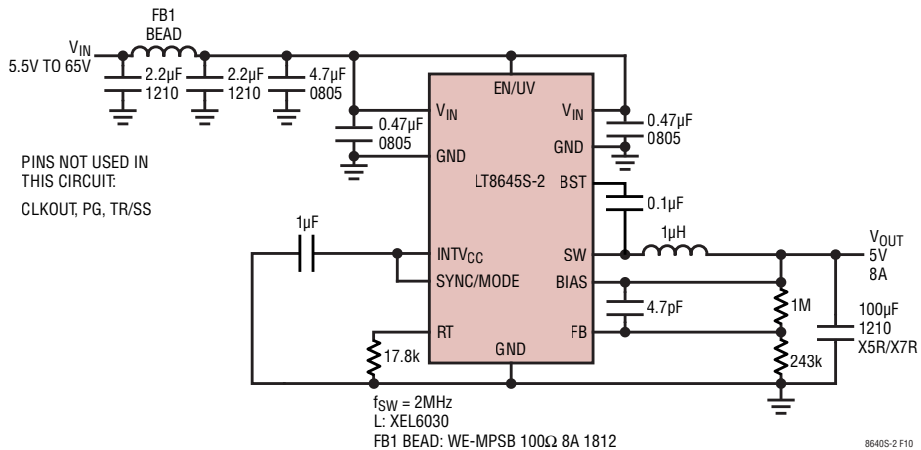 FB1
BEAD
VIN
5.5V TO 65V
2.2µF
1210
2.2µF
1210
4.7µF
0805
EN/UV
VIN
VIN
0.47µF
0805
0.47µF
0805
GND
GND
PINS NOT USED IN
THIS CIRCUIT:
CLKOUT, PG, TR/SS
LT8645S-2
BST
0.1µF
1µF
1µH
VOUT
5V
8A
INTVCC
SW
SYNC/MODE
BIAS
4.7pF
1M
100µF
1210
X5R/X7R
RT
FB
17.8k
GND
243k
fSW = 2MHz
L: XEL6030
FB1 BEAD: WE-MPSB 100Ω 8A 1812
8640S-2 F10